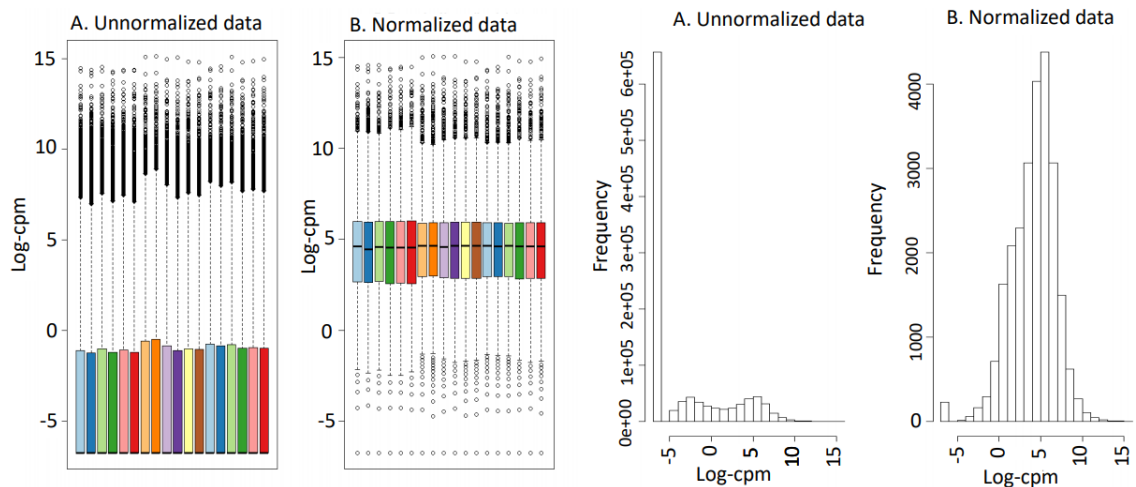 A. Unnormalized data
15
10
5
0
-5
Log-cpm
B. Normalized data
15
10
5
0
-5
Log-cpm
A. Unnormalized data
6e+05
5e+05
4e+05
3e+05
2e+05
1e+05
0e+00
Frequency
-5 0 5 10 15
Log-cpm
B. Normalized data
4000
3000
2000
1000
0
Frequency
-5 0 5 10 15
Log-cpm